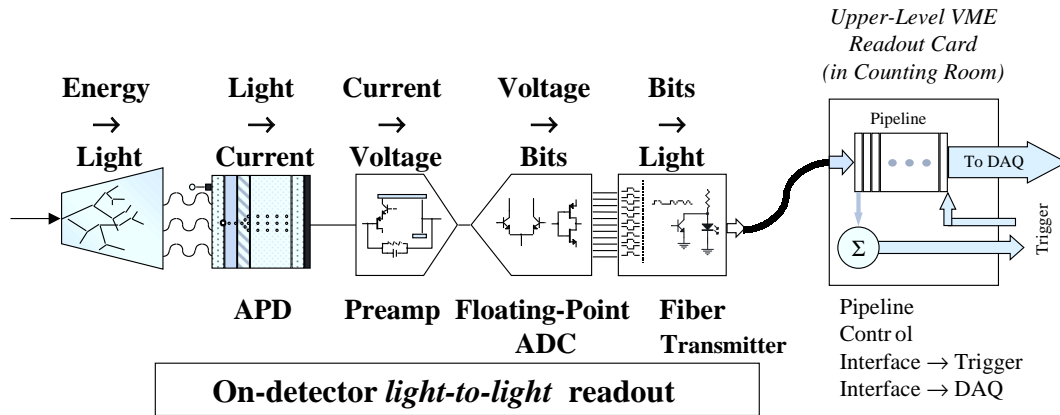 Upper-Level VME
Readout Card
(in Counting Room)
Energy
→
Light
Light
→
Current
Current
→
Voltage
Voltage
→
Bits
Bits
→
Light
APD
Preamp
Floating-Point
ADC
Fiber
Transmitter
Pipeline
To DAQ
Trigger
Σ
Pipeline
Control
Interface → Trigger
Interface → DAQ
On-detector light-to-light readout